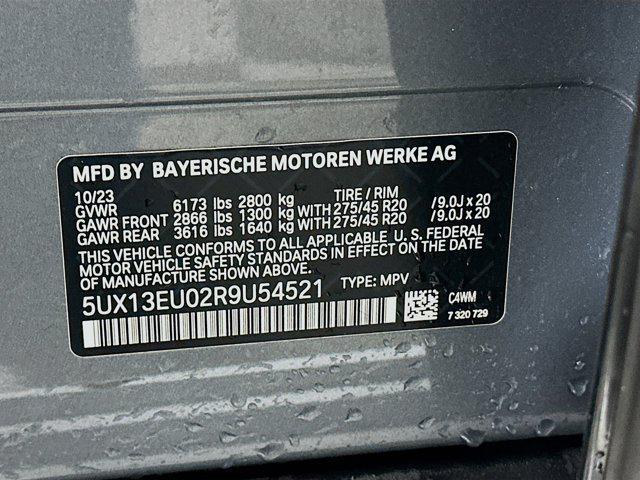 MFD BY BAYERISCHE MOTOREN WERKE AG
10/23 TIRE / RIM
GVWR 6173 lbs 2800 kg
GAWR FRONT 2866 lbs 1300 kg WITH 275/45 R20 /9.0J x 20
GAWR REAR 3616 lbs 1640 kg WITH 275/45 R20 /9.0J x 20
THIS VEHICLE CONFORMS TO ALL APPLICABLE U. S. FEDERAL
MOTOR VEHICLE SAFETY STANDARDS IN EFFECT ON THE DATE
OF MANUFACTURE SHOWN ABOVE.
5UX13EU02R9U54521 TYPE: MPV
C4WM
7 320 729